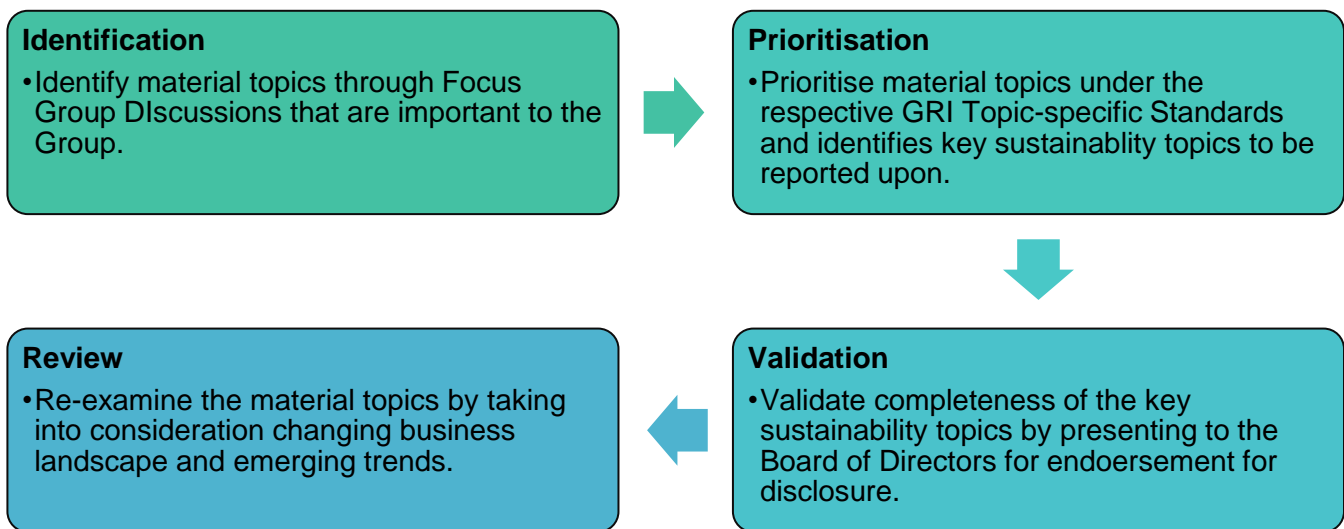 Identification
•Identify material topics through Focus
Group DIscussions that are important to the
Group.
Prioritisation
•Prioritise material topics under the
respective GRI Topic-specific Standards
and identifies key sustainablity topics to be
reported upon.
Validation
•Validate completeness of the key
sustainability topics by presenting to the
Board of Directors for endoersement for
disclosure.
Review
•Re-examine the material topics by taking
into consideration changing business
landscape and emerging trends.